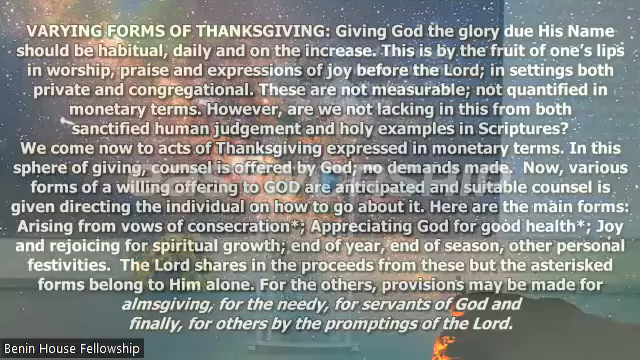 VARYING FORMS OF THANKSGIVING: Giving God the glory due His Name
should be habitual, daily and on the increase. This is by the fruit of one's lips
in worship, praise and expressions of joy before the Lord; in settings both
private and congregational. These are not measurable; not quantified in
monetary terms. However, are we not lacking in this from both
sanctified human judgement and holy examples in Scriptures?
We come now to acts of Thanksgiving expressed in monetary terms. In this
sphere of giving, counsel is offered by God; no demands made. Now, various
forms of a willing offering to GOD are anticipated and suitable counsel is
given directing the individual on how to go about it. Here are the main forms:
Arising from vows of consecration*; Appreciating God for good health*; Joy
and rejoicing for spiritual growth; end of year, end of season, other personal
festivities. The Lord shares in the proceeds from these but the asterisked
forms belong to Him alone. For the others, provisions may be made for
almsgiving, for the needy, for servants of God and
finally, for others by the promptings of the Lord.
Benin House Fellowship